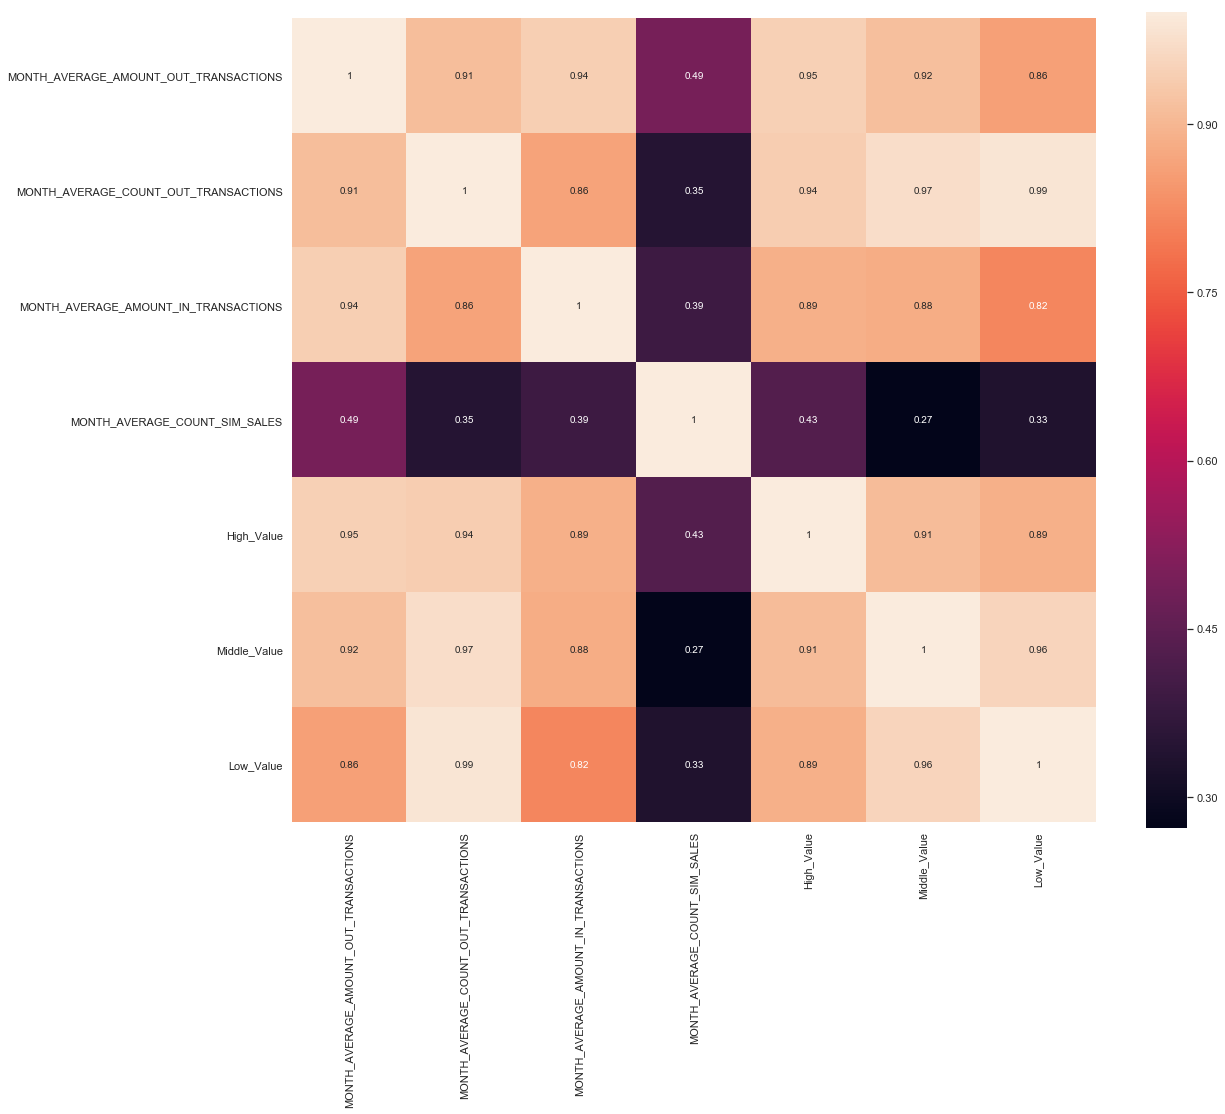 MONTH_AVERAGE_AMOUNT_OUT_TRANSACTIONS 1 0.91 0.94 0.49 0.95 0.92 0.86
MONTH_AVERAGE_COUNT_OUT_TRANSACTIONS 0.91 1 0.86 0.35 0.94 0.97 0.99
MONTH_AVERAGE_AMOUNT_IN_TRANSACTIONS 0.94 0.86 1 0.39 0.89 0.88 0.82
MONTH_AVERAGE_COUNT_SIM_SALES 0.49 0.35 0.39 1 0.43 0.27 0.33
High_Value 0.95 0.94 0.89 0.43 1 0.91 0.89
Middle_Value 0.92 0.97 0.88 0.27 0.91 1 0.96
Low_Value 0.86 0.99 0.82 0.33 0.89 0.96 1
MONTH_AVERAGE_AMOUNT_OUT_TRANSACTIONS
MONTH_AVERAGE_COUNT_OUT_TRANSACTIONS
MONTH_AVERAGE_AMOUNT_IN_TRANSACTIONS
MONTH_AVERAGE_COUNT_SIM_SALES
High_Value
Middle_Value
Low_Value
0.90
0.75
0.60
0.45
0.30